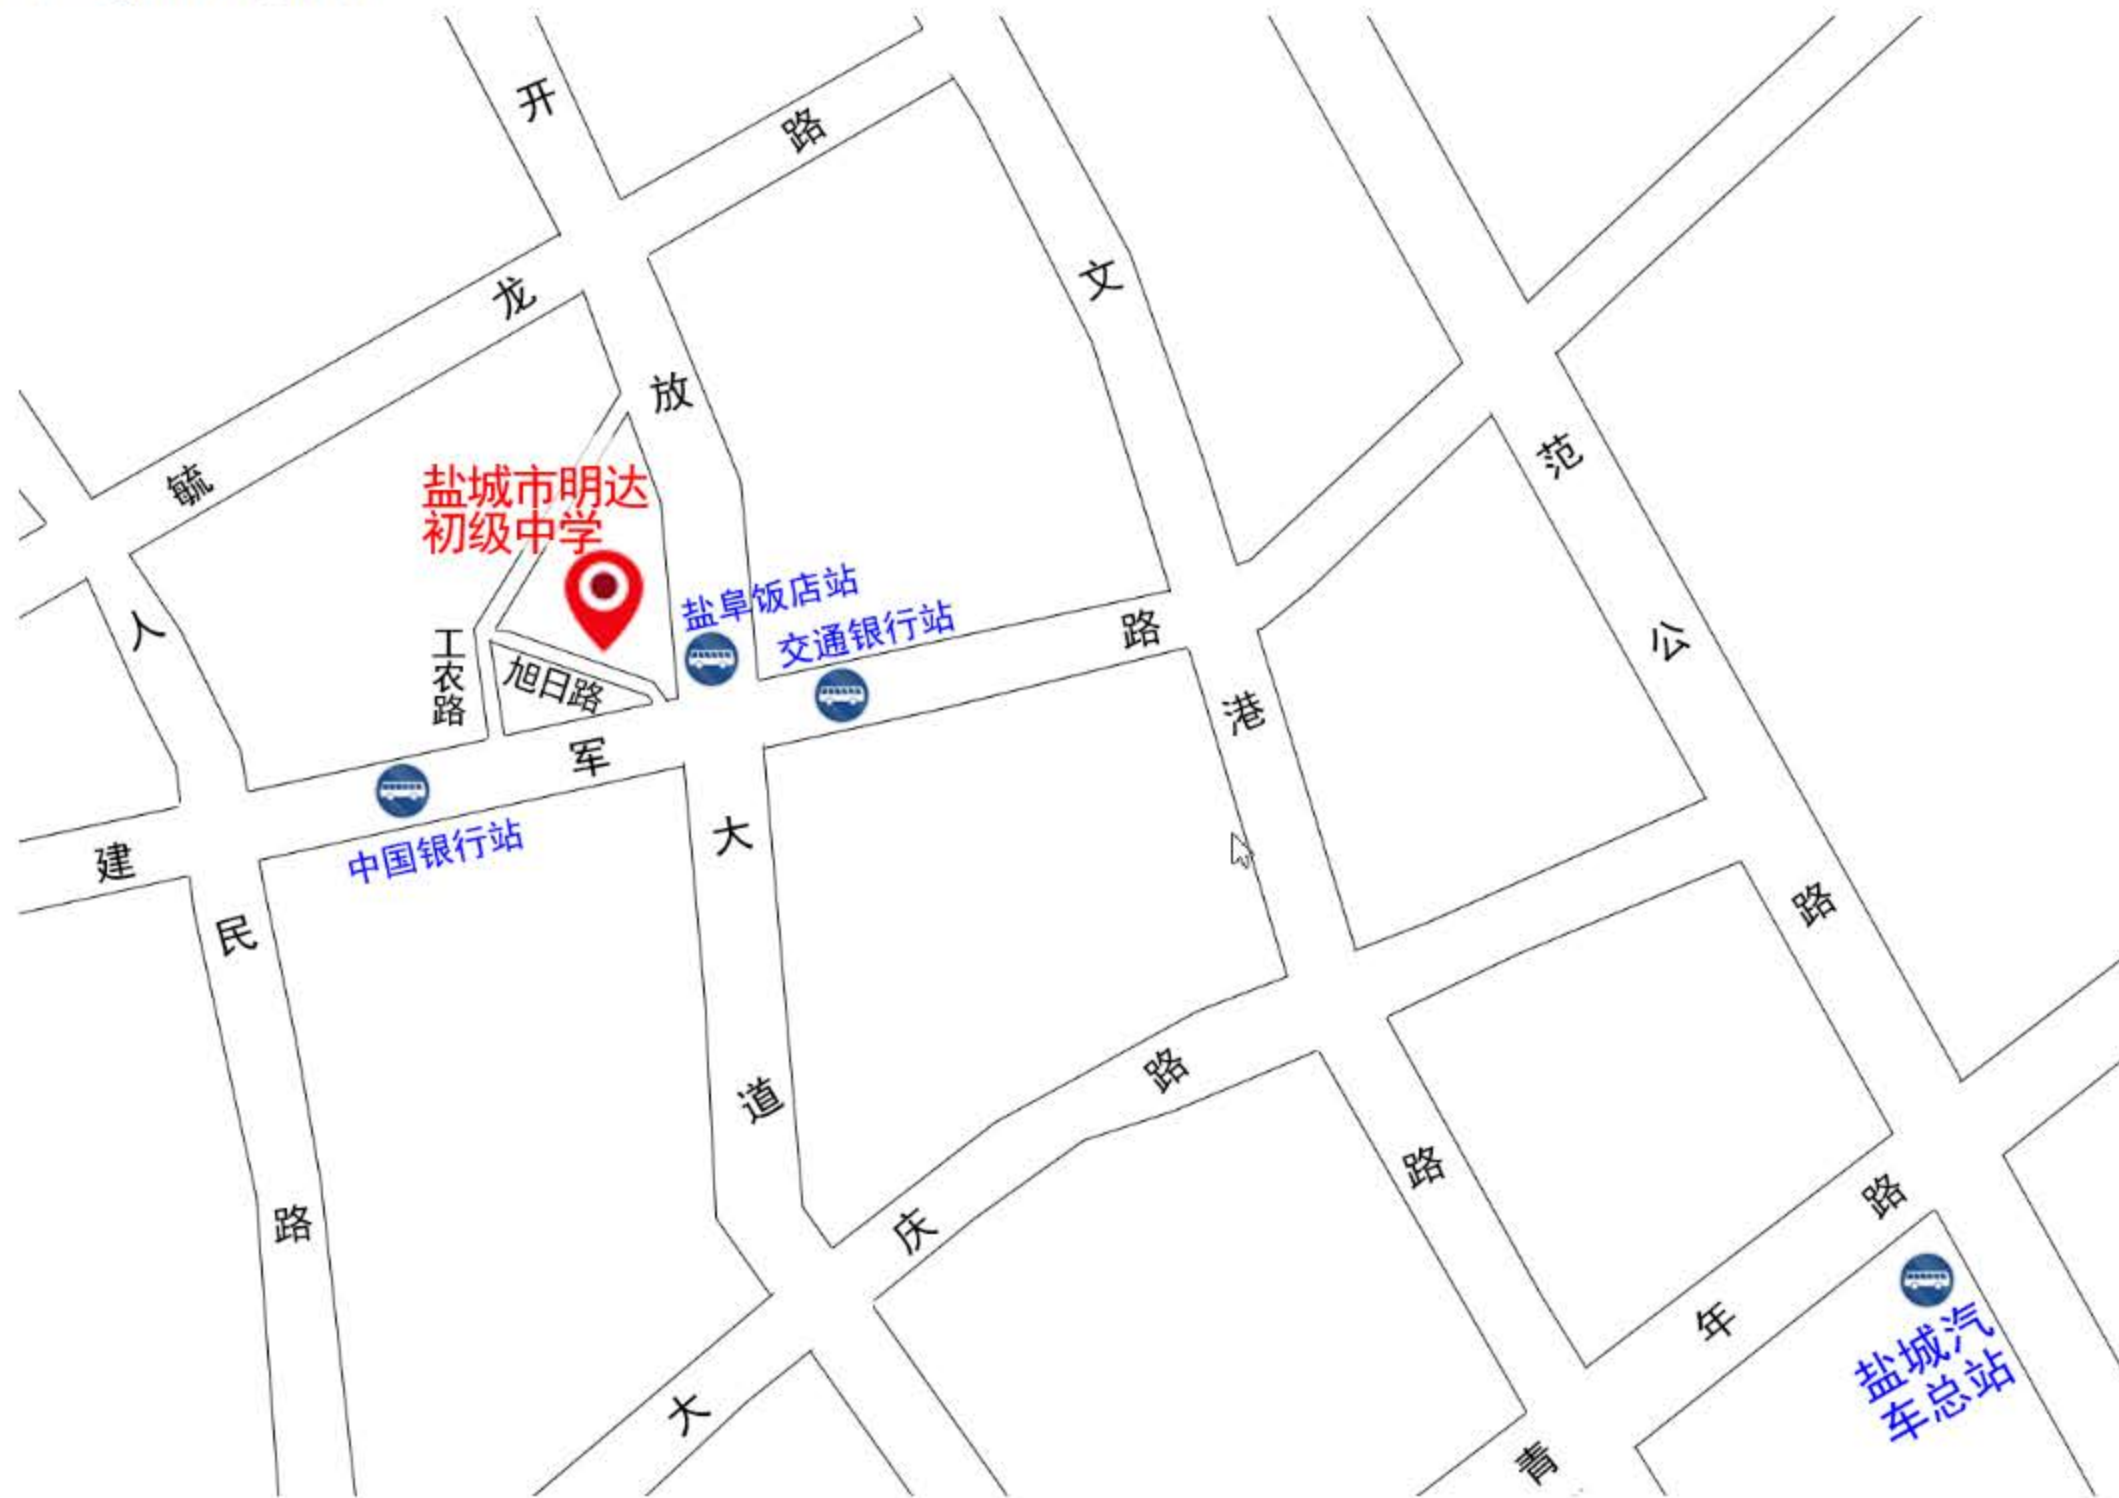 开放大道
毓龙路
文港路
范公路
盐城市明达
初级中学
盐阜饭店站
交通银行站
工农路
旭日路
建军路
中国银行站
人民路
大庆路
青年路
盐城汽
车总站